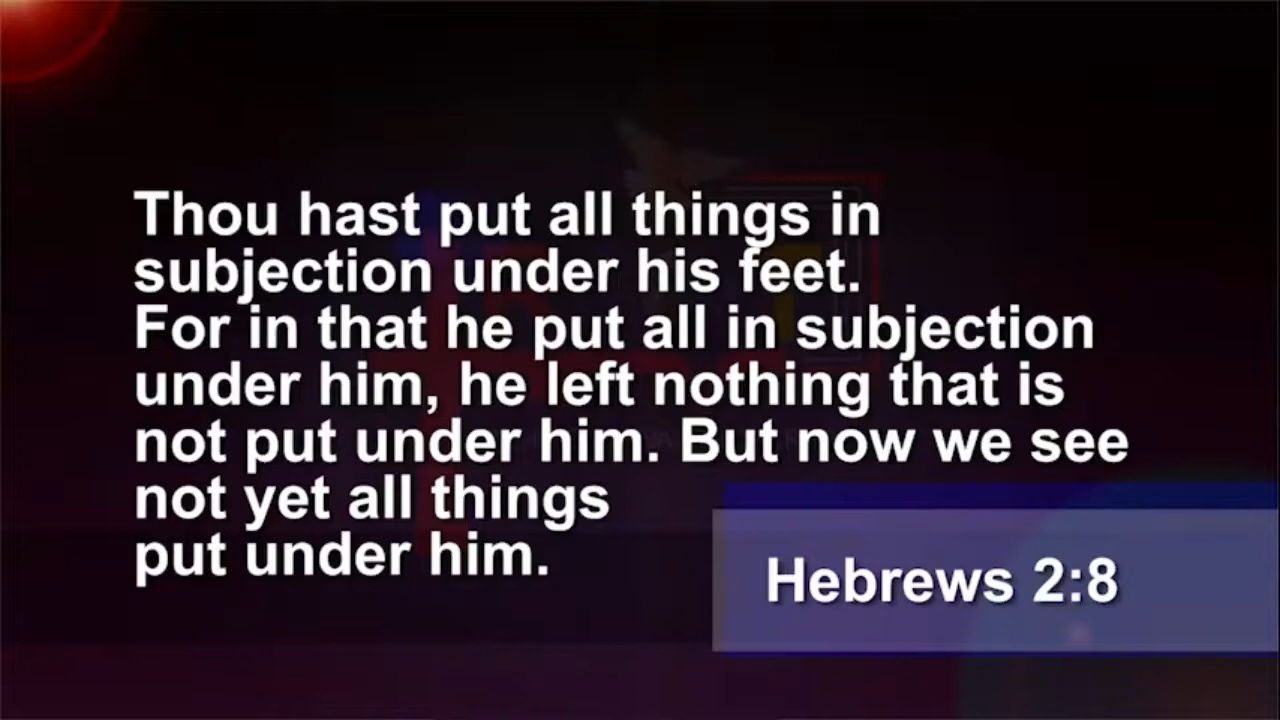 Thou hast put all things in
subjection under his feet.
For in that he put all in subjection
under him, he left nothing that is
not put under him. But now we see
not yet all things
put under him.
Hebrews 2:8